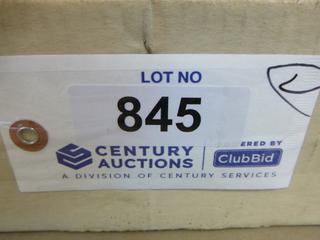 LOT NO
845
CENTURY
AUCTIONS
ERED BY
ClubBid
A DIVISION OF CENTURY SERVICES